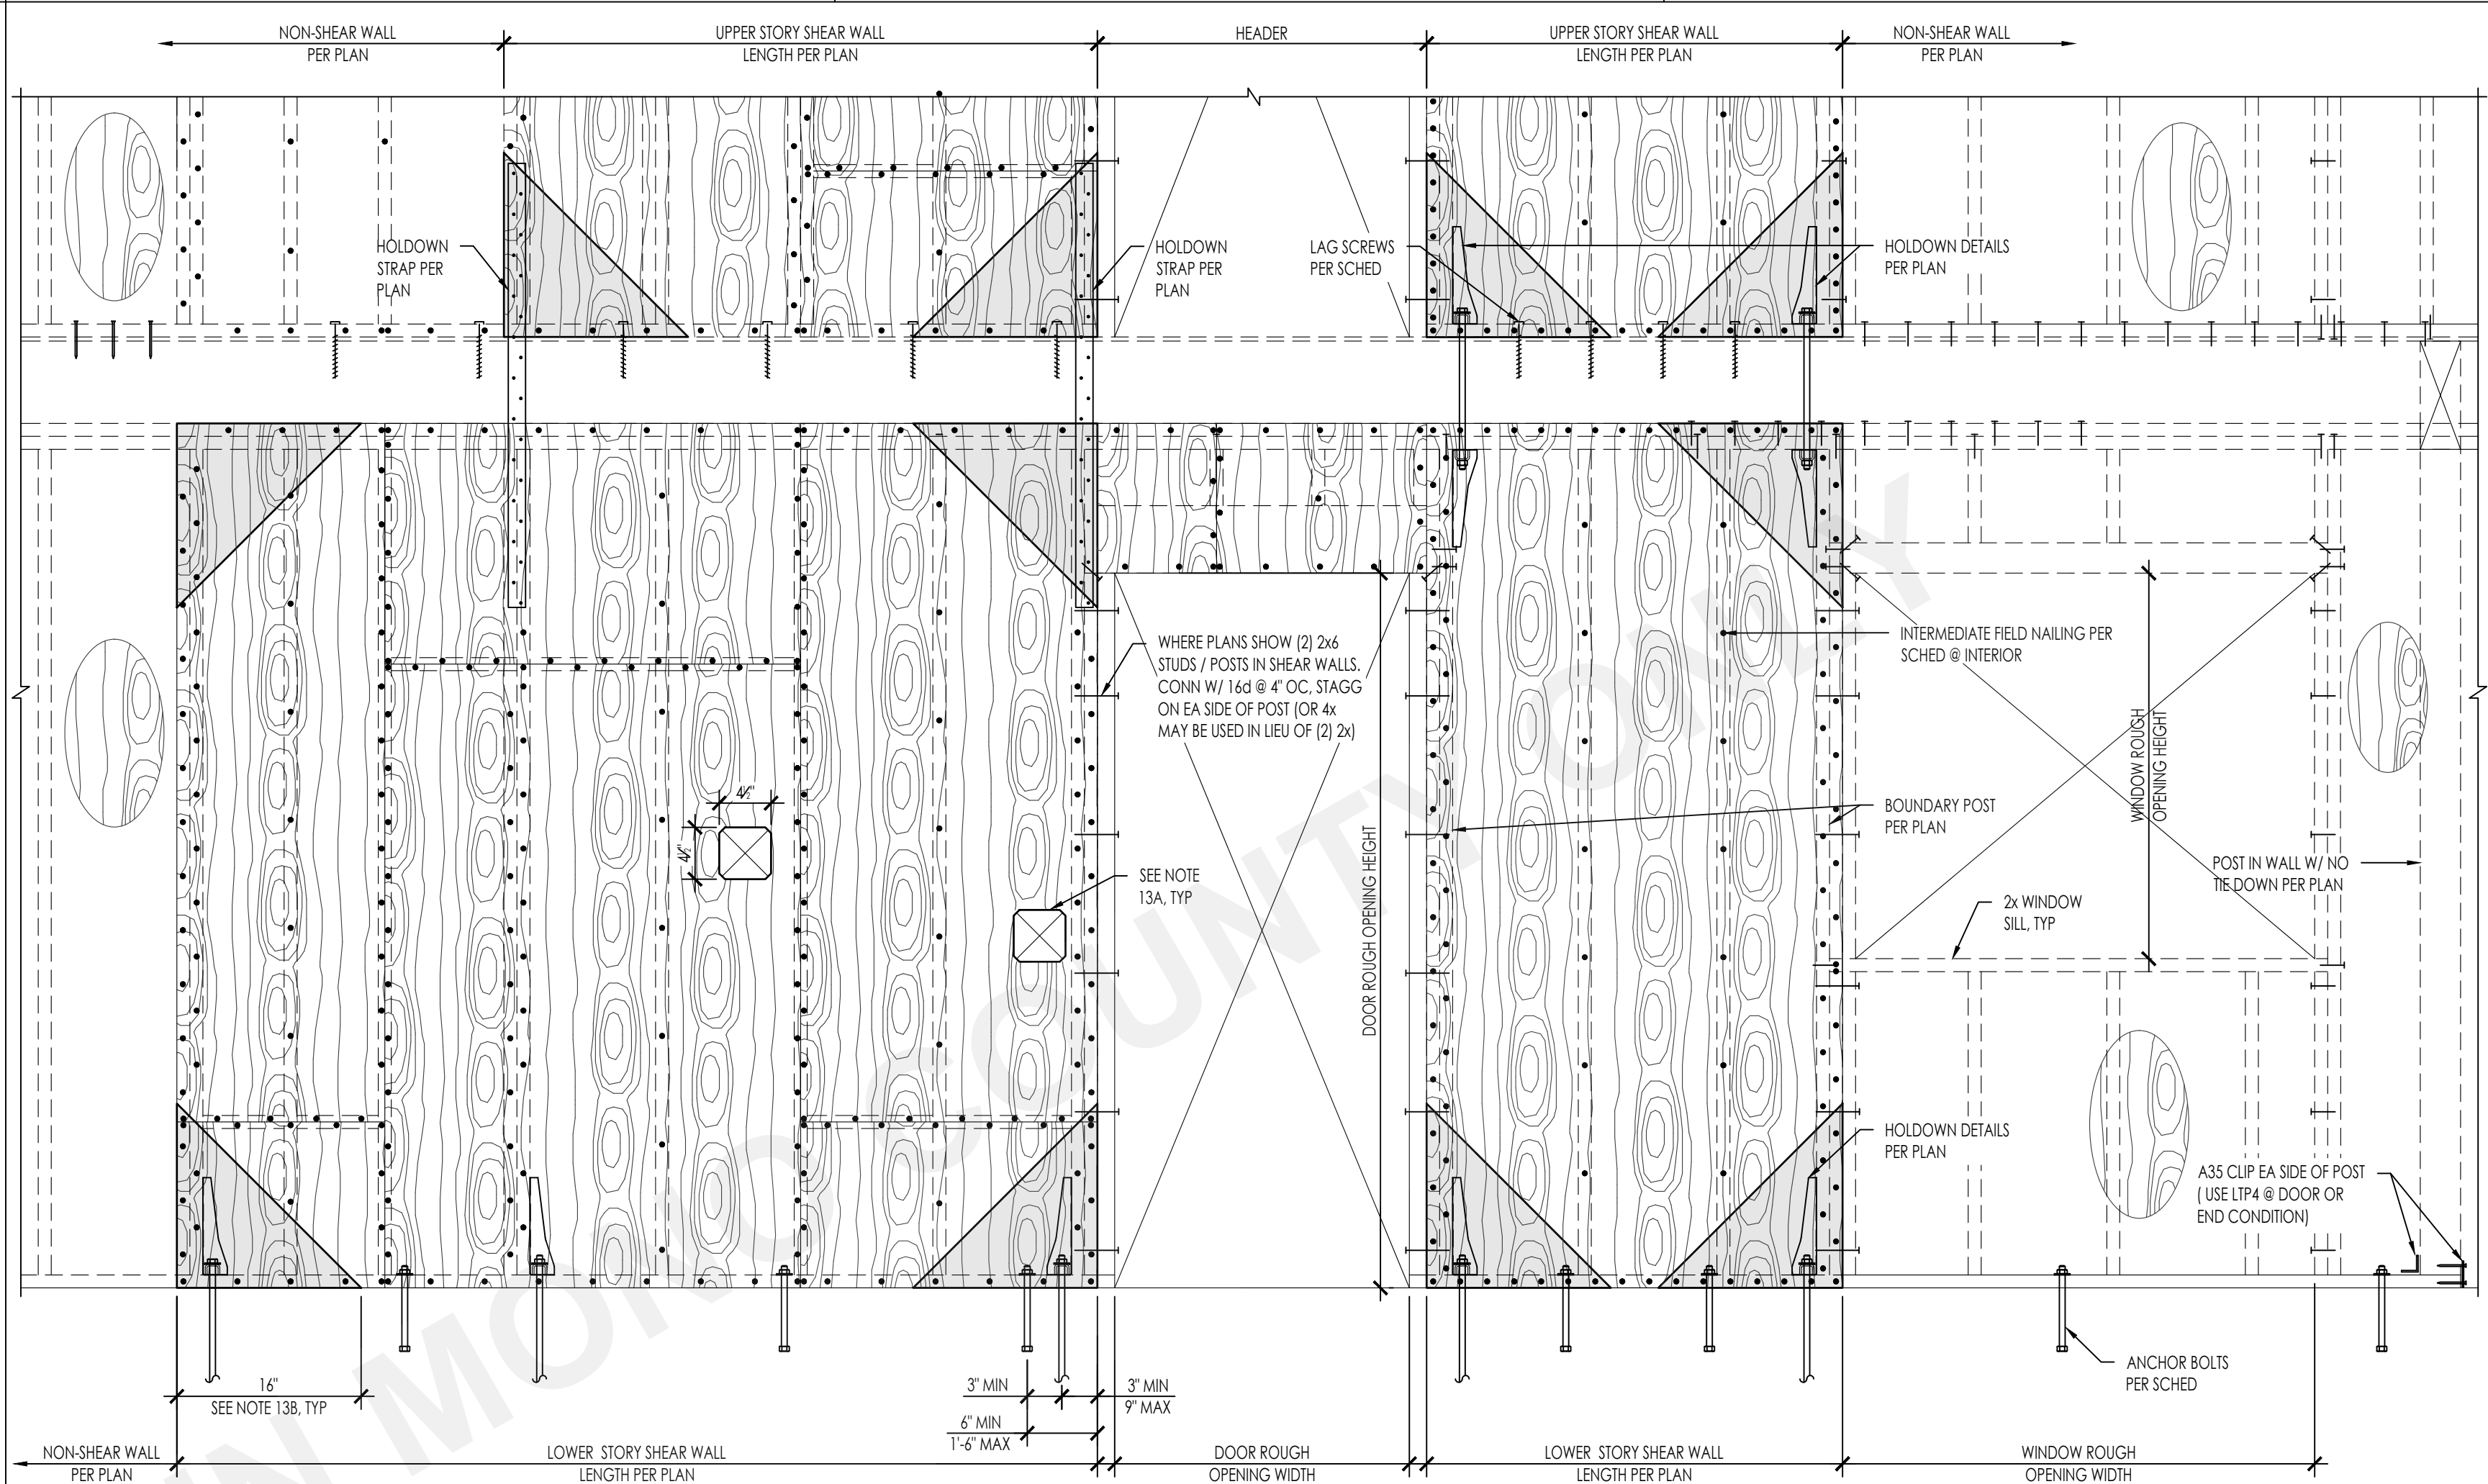 NON-SHEAR WALL
PER PLAN
UPPER STORY SHEAR WALL
LENGTH PER PLAN
HEADER
UPPER STORY SHEAR WALL
LENGTH PER PLAN
NON-SHEAR WALL
PER PLAN
HOLDOWN
STRAP PER
PLAN
HOLDOWN
STRAP PER
PLAN
LAG SCREWS
PER SCHED
HOLDOWN DETAILS
PER PLAN
WHERE PLANS SHOW (2) 2x6
STUDS / POSTS IN SHEAR WALLS.
CONN W/ 16d @ 4" OC, STAGG
ON EA SIDE OF POST (OR 4x
MAY BE USED IN LIEU OF (2) 2x)
INTERMEDIATE FIELD NAILING PER
SCHED @ INTERIOR
WINDOW ROUGH
OPENING HEIGHT
4½"
4½"
BOUNDARY POST
PER PLAN
DOOR ROUGH OPENING HEIGHT
SEE NOTE
13A, TYP
POST IN WALL W/ NO
TIE DOWN PER PLAN
2x WINDOW
SILL, TYP
HOLDOWN DETAILS
PER PLAN
A35 CLIP EA SIDE OF POST
( USE LTP4 @ DOOR OR
END CONDITION)
ANCHOR BOLTS
PER SCHED
16"
SEE NOTE 13B, TYP
3" MIN
3" MIN
9" MAX
6" MIN
1'-6" MAX
NON-SHEAR WALL
PER PLAN
LOWER STORY SHEAR WALL
LENGTH PER PLAN
DOOR ROUGH
OPENING WIDTH
LOWER STORY SHEAR WALL
LENGTH PER PLAN
WINDOW ROUGH
OPENING WIDTH
IN MONO COUNTY ONLY